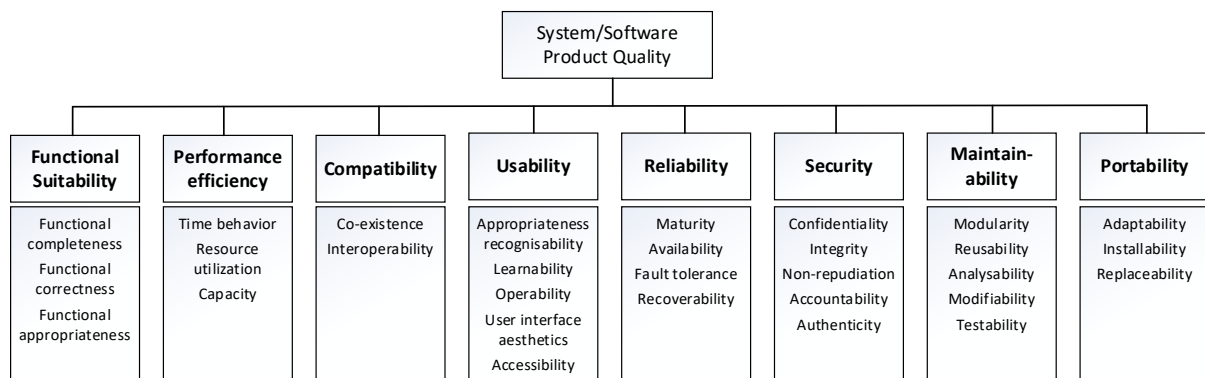 System/Software
Product Quality
Functional
Suitability
Performance
efficiency
Compatibility
Usability
Reliability
Security
Maintain-
ability
Portability
Functional
completeness
Functional
correctness
Functional
appropriateness
Time behavior
Resource
utilization
Capacity
Co-existence
Interoperability
Appropriateness
recognisability
Learnability
Operability
User interface
aesthetics
Accessibility
Maturity
Availability
Fault tolerance
Recoverability
Confidentiality
Integrity
Non-repudiation
Accountability
Authenticity
Modularity
Reusability
Analysability
Modifiability
Testability
Adaptability
Installability
Replaceability